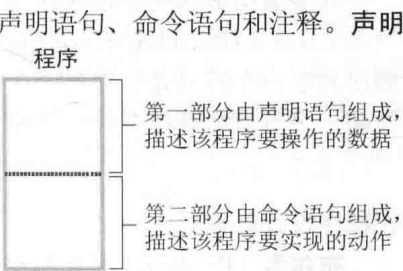 声明语句、命令语句和注释。声明
程序
第一部分由声明语句组成，
描述该程序要操作的数据
第二部分由命令语句组成，
描述该程序要实现的动作